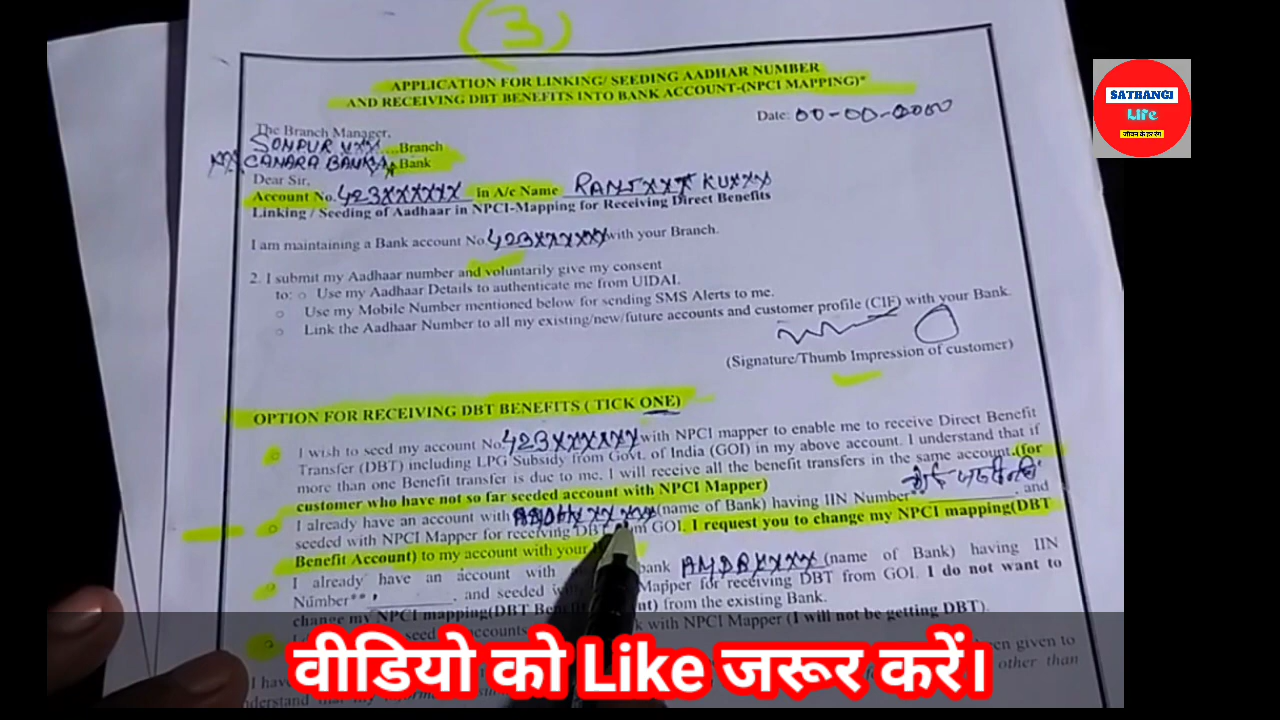 3
APPLICATION FOR LINKING/ SEEDING AADHAR NUMBER
AND RECEIVING DBT BENEFITS INTO BANK ACCOUNT-(NPCI MAPPING)*
Date: 00-00-0000
SATRANGI
Life
जीवन के हर रंग
The Branch Manager,
SONPUR XXX....Branch
CANARA BANK Bank
Dear Sir,
Account No. 423XXXXXX in A/c Name RANJXXX KUXXX
Linking / Seeding of Aadhaar in NPCI-Mapping for Receiving Direct Benefits
I am maintaining a Bank account No 423XXXXXX with your Branch.
2. I submit my Aadhaar number and voluntarily give my consent
to: ○ Use my Aadhaar Details to authenticate me from UIDAI.
○ Use my Mobile Number mentioned below for sending SMS Alerts to me.
○ Link the Aadhaar Number to all my existing/new/future accounts and customer profile (CIF) with your Bank.
(Signature/Thumb Impression of customer)
OPTION FOR RECEIVING DBT BENEFITS ( TICK ONE)
○ I wish to seed my account No 423XXXXXX with NPCI mapper to enable me to receive Direct Benefit
Transfer (DBT) including LPG Subsidy from Govt. of India (GOI) in my above account. I understand that if
more than one Benefit transfer is due to me, I will receive all the benefit transfers in the same account.(for
customer who have not so far seeded account with NPCI Mapper)
○ I already have an account with (name of Bank) having IIN Number** , and
seeded with NPCI Mapper for receiving DBT from GOI. I request you to change my NPCI mapping(DBT
Benefit Account) to my account with your
○ I already have an account with bank (name of Bank) having IIN
Number** , and seeded Mapper for receiving DBT from GOI. I do not want to
change my NPCI mapping(DBT from the existing Bank.
seed accounts with NPCI Mapper (I will not be getting DBT).
I have been given to
other than
वीडियो को Like जरूर करें।